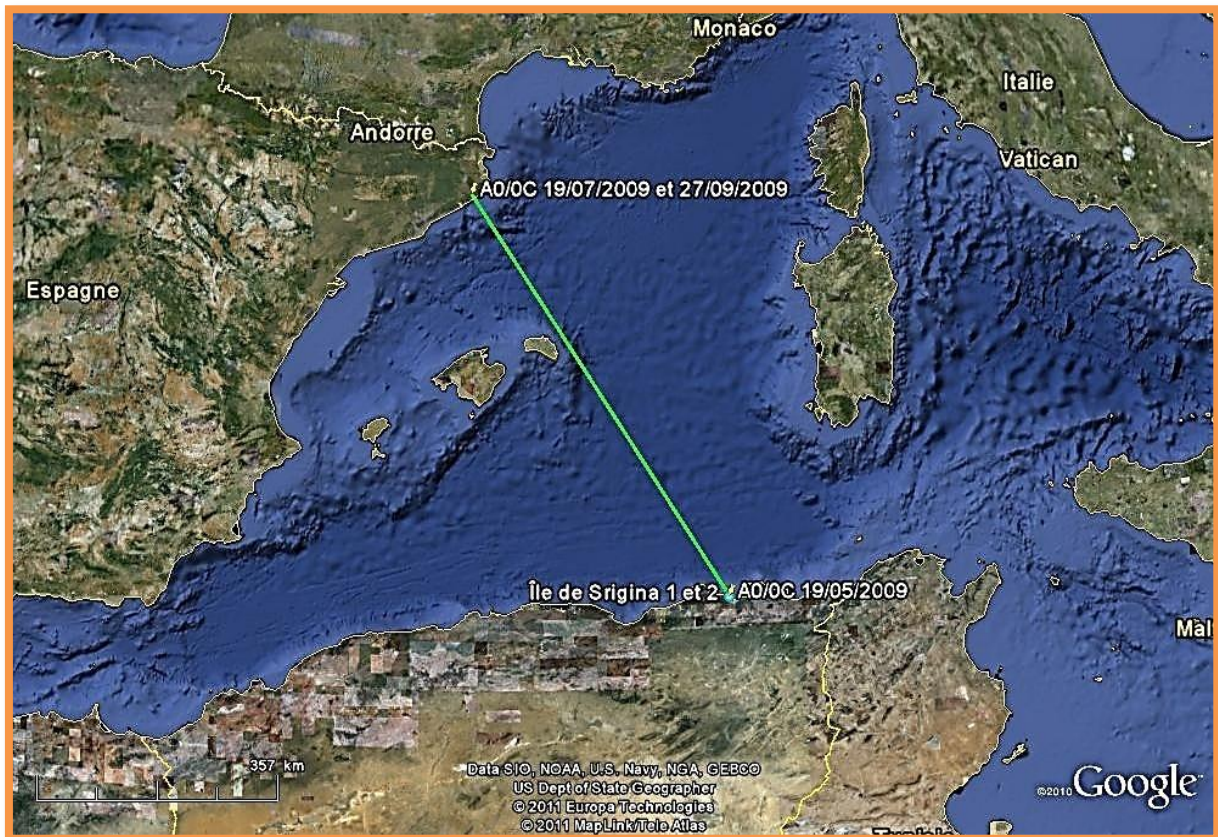 Monaco
Italie
Andorre
Vatican
A0/0C 19/07/2009 et 27/09/2009
Espagne
Île de Srigina 1 et 2
A0/0C 19/05/2009
Mal
357 km
Data SIO, NOAA, U.S. Navy, NGA, GEBCO
US Dept of State Geographer
© 2011 Europa Technologies
© 2011 MapLink/Tele Atlas
©2010 Google